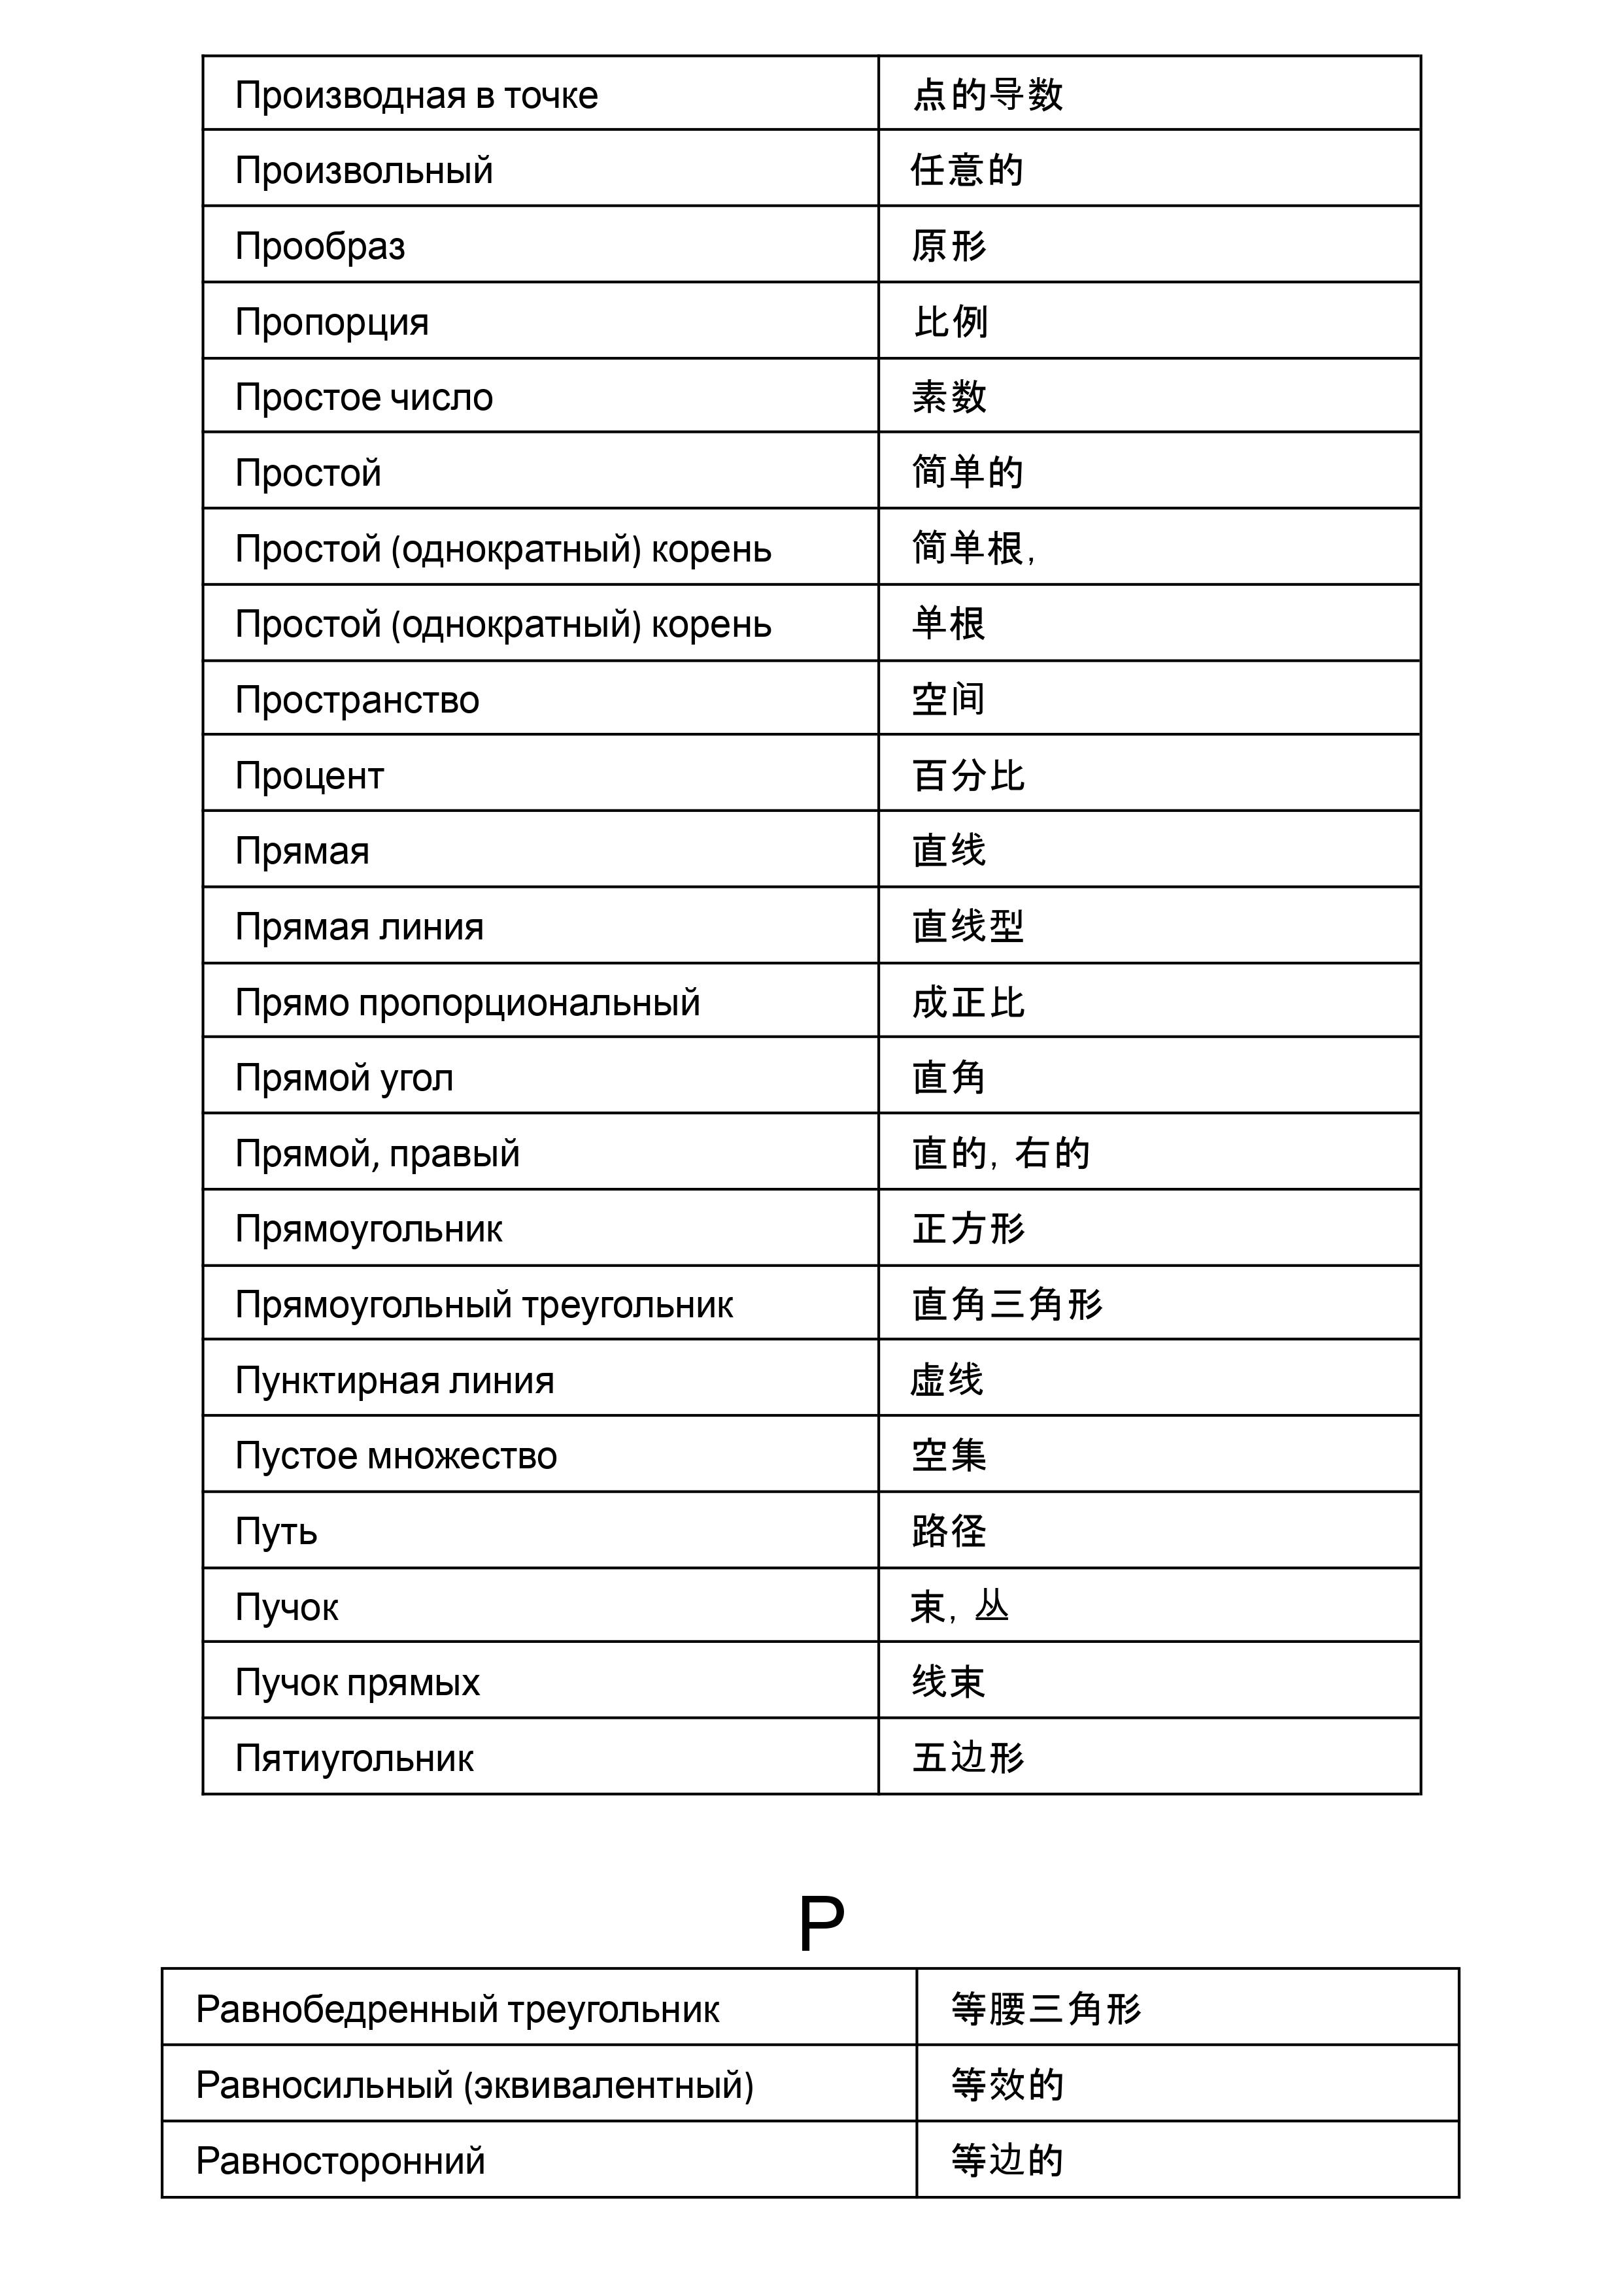 Производная в точке 点的导数
Произвольный 任意的
Прообраз 原形
Пропорция 比例
Простое число 素数
Простой 简单的
Простой (однократный) корень 简单根,
Простой (однократный) корень 单根
Пространство 空间
Процент 百分比
Прямая 直线
Прямая линия 直线型
Прямо пропорциональный 成正比
Прямой угол 直角
Прямой, правый 直的, 右的
Прямоугольник 正方形
Прямоугольный треугольник 直角三角形
Пунктирная линия 虚线
Пустое множество 空集
Путь 路径
Пучок 束, 丛
Пучок прямых 线束
Пятиугольник 五边形
Р
Равнобедренный треугольник 等腰三角形
Равносильный (эквивалентный) 等效的
Равносторонний 等边的